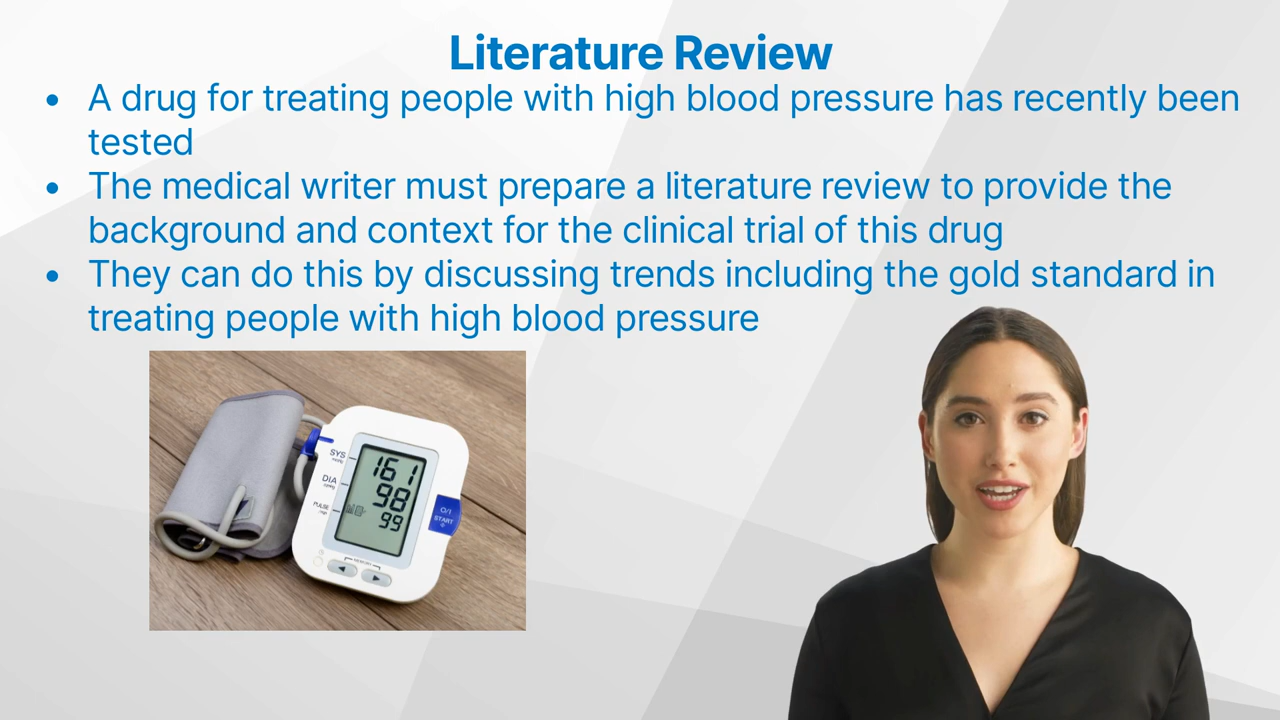 Literature Review
• A drug for treating people with high blood pressure has recently been
tested
• The medical writer must prepare a literature review to provide the
background and context for the clinical trial of this drug
• They can do this by discussing trends including the gold standard in
treating people with high blood pressure
SYS
161
DIA
98
PULSE
99
O/I
START